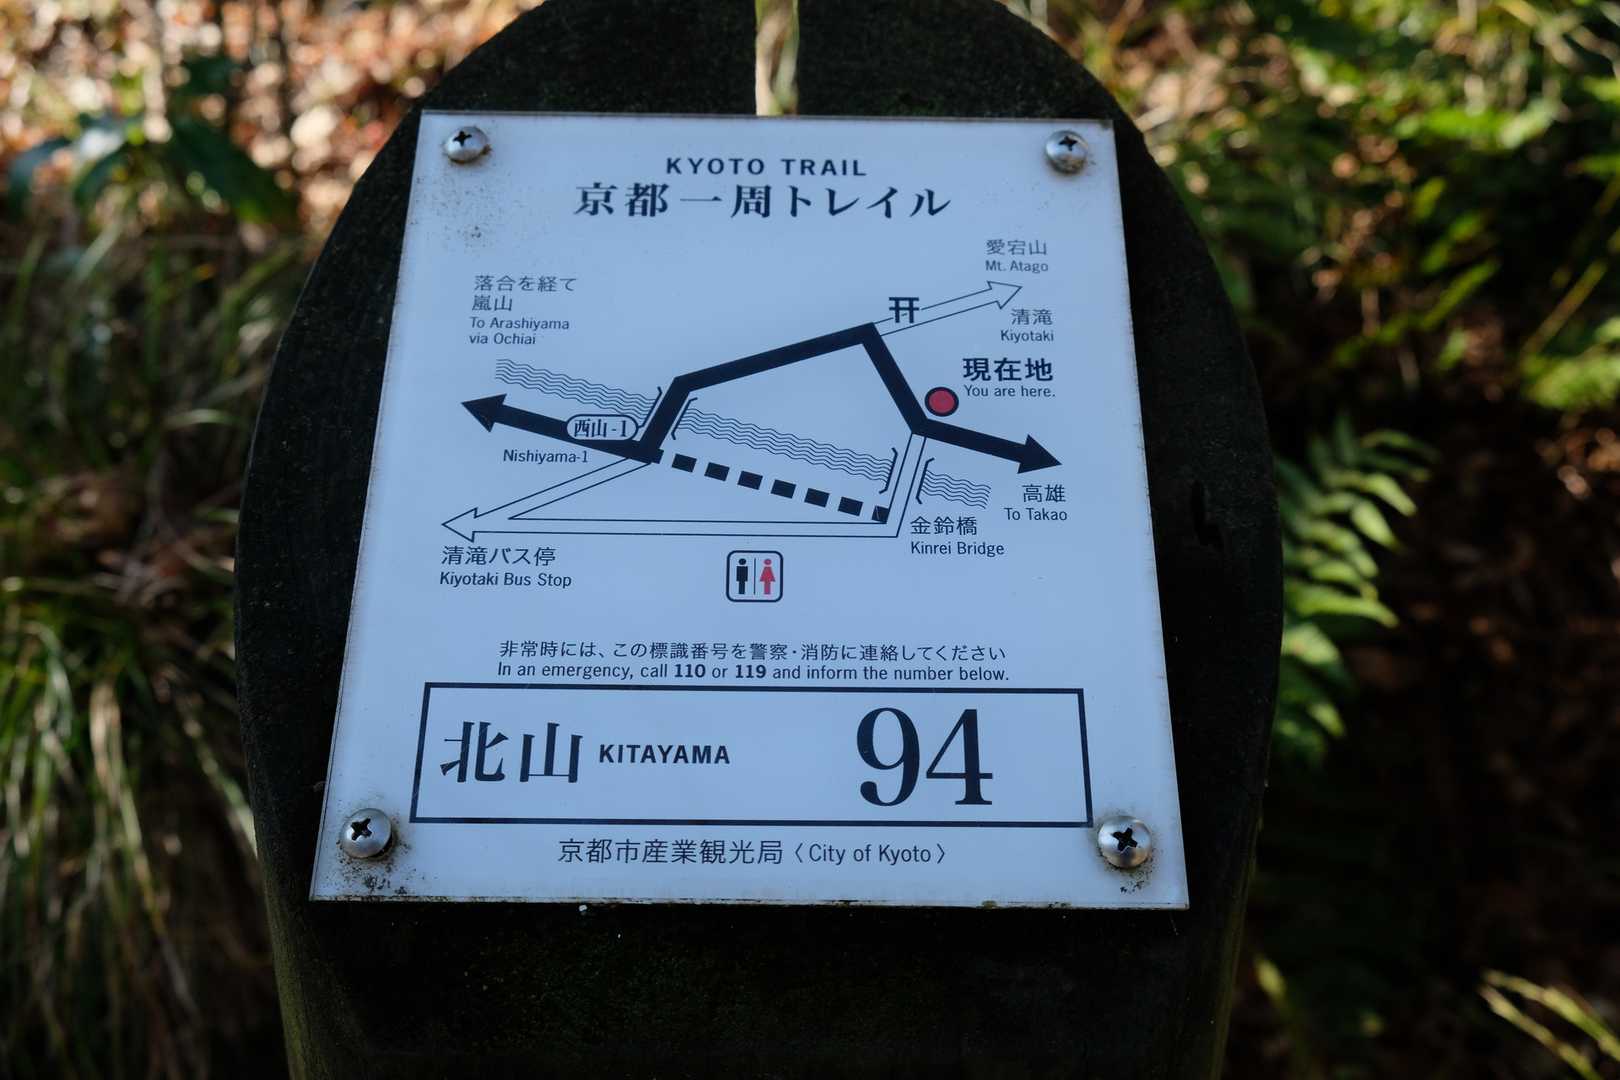 KYOTO TRAIL
京都一周トレイル
愛宕山
Mt. Atago
落合を経て
嵐山
To Arashiyama
via Ochiai
清滝
Kiyotaki
現在地
You are here.
西山-1
Nishiyama-1
高雄
To Takao
金鈴橋
Kinrei Bridge
清滝バス停
Kiyotaki Bus Stop
非常時には、この標識番号を警察・消防に連絡してください
In an emergency, call 110 or 119 and inform the number below.
北山 KITAYAMA 94
京都市産業観光局〈City of Kyoto〉